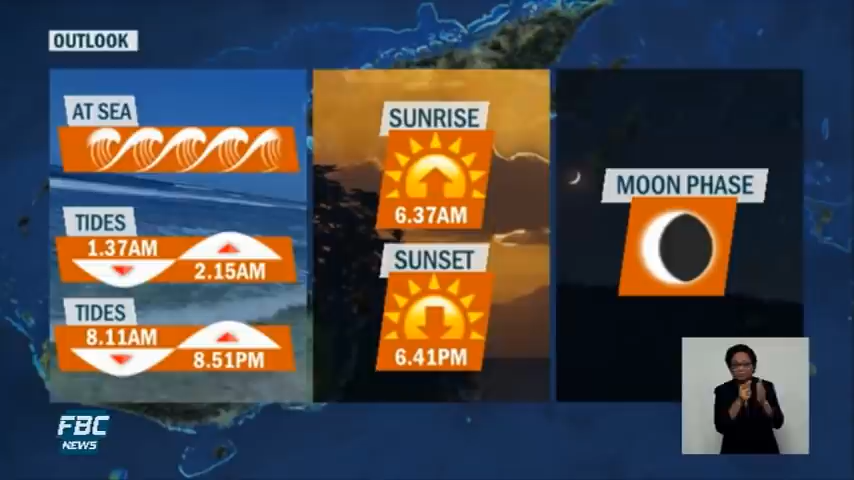 OUTLOOK
AT SEA
TIDES
1.37AM
2.15AM
TIDES
8.11AM
8.51PM
SUNRISE
6.37AM
SUNSET
6.41PM
MOON PHASE
FBC
NEWS